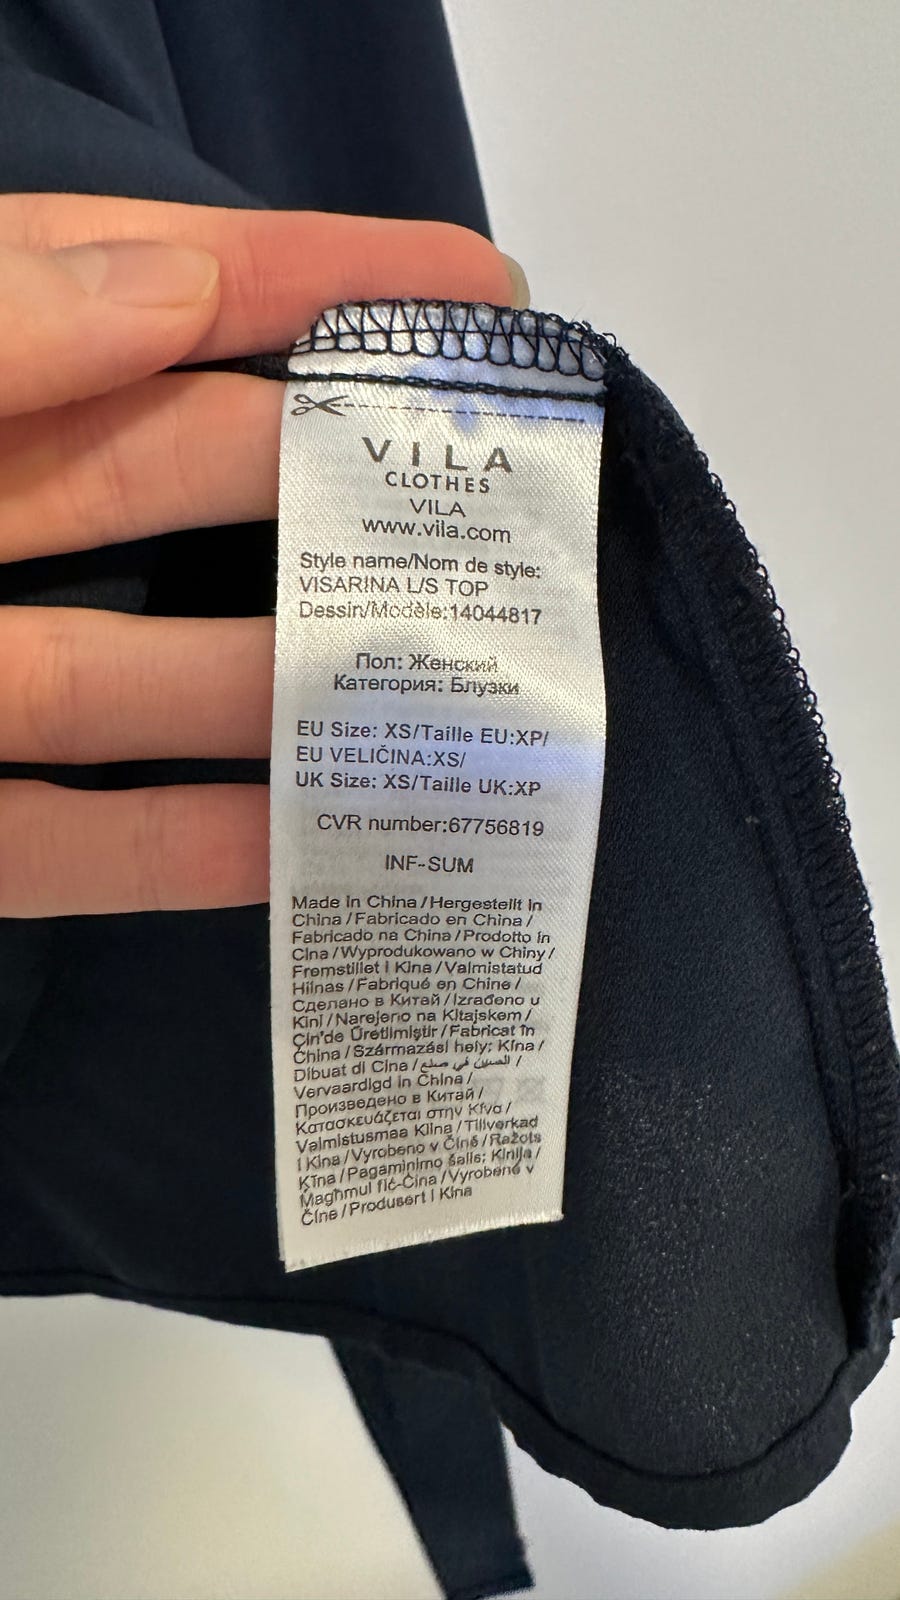 VILA
CLOTHES
VILA
www.vila.com
Style name/Nom de style:
VISARINA L/S TOP
Dessin/Modèle:14044817
Пол: Женский
Категория: Блузки
EU Size: XS/Taille EU:XP/
EU VELIČINA:XS/
UK Size: XS/Taille UK:XP
CVR number:67756819
INF-SUM
Made in China/Hergestellt in
China/Fabricado en China/
Fabricado na China/Prodotto in
Cina/Wyprodukowano w Chiny/
Fremstillet i Kina/Valmistatud
Hiinas/Fabriqué en Chine/
Сделано в Китай/Izrađeno u
Kini/Narejeno na Kitajskem/
Çin'de Üretilmiştir/Fabricat în
China/Származási hely: Kína/
Dibuat di Cina/صنع في الصين/
Vervaardigd in China/
Произведено в Китай/
Κατασκευάζεται στην Κίνα/
Valmistusmaa Kiina/Tillverkad
i Kina/Vyrobeno v Číně/Ražots
Ķīna/Pagaminimo šalis: Kinija/
Magħmul fiċ-Ċina/Vyrobené v
Číne/Produsert i Kina